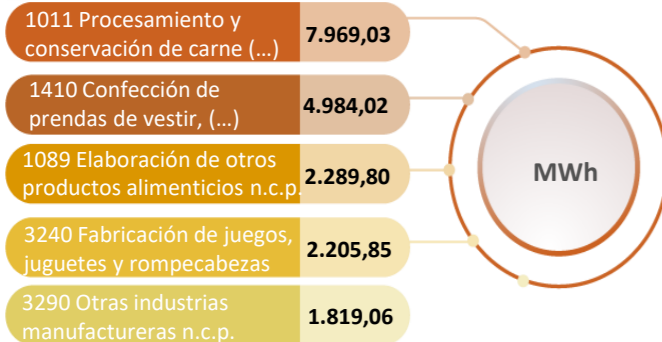 1011 Procesamiento y
conservación de carne (...)
7.969,03
1410 Confección de
prendas de vestir, (...)
4.984,02
1089 Elaboración de otros
productos alimenticios n.c.p.
2.289,80
3240 Fabricación de juegos,
juguetes y rompecabezas
2.205,85
3290 Otras industrias
manufactureras n.c.p.
1.819,06
MWh